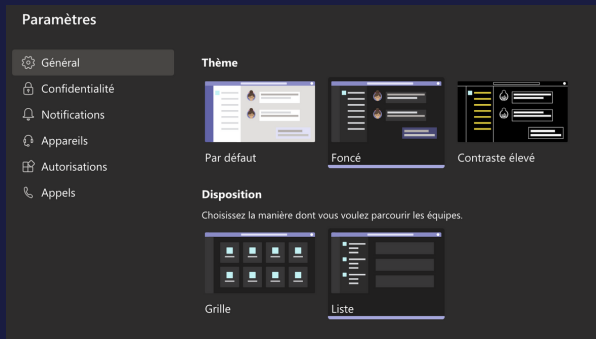 Paramètres
Général
Confidentialité
Notifications
Appareils
Autorisations
Appels
Thème
Par défaut
Foncé
Contraste élevé
Disposition
Choisissez la manière dont vous voulez parcourir les équipes.
Grille
Liste